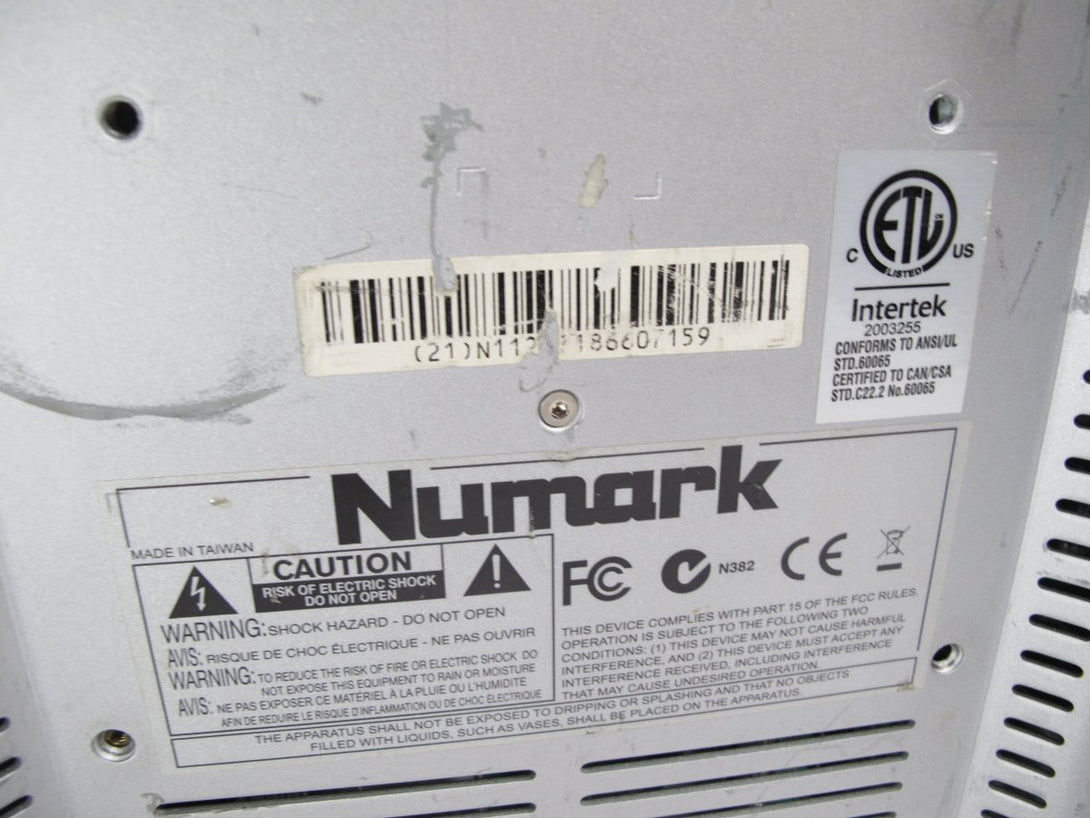 ETL
C US
LISTED
Intertek
2003255
CONFORMS TO ANSI/UL
STD.60065
CERTIFIED TO CAN/CSA
STD.C22.2 No.60065
Numark
MADE IN TAIWAN
CAUTION
RISK OF ELECTRIC SHOCK
DO NOT OPEN
WARNING: SHOCK HAZARD - DO NOT OPEN
AVIS: RISQUE DE CHOC ÉLECTRIQUE - NE PAS OUVRIR
WARNING: TO REDUCE THE RISK OF FIRE OR ELECTRIC SHOCK DO
NOT EXPOSE THIS EQUIPMENT TO RAIN OR MOISTURE
AVIS: NE PAS EXPOSER CE MATÉRIEL À LA PLUIE OU L'HUMIDITE
AFIN DE REDUIRE LE RISQUE D'INFLAMMATION OU DE CHOC ÉLECTRIQUE
FCC N382 CE
THIS DEVICE COMPLIES WITH PART 15 OF THE FCC RULES.
OPERATION IS SUBJECT TO THE FOLLOWING TWO
CONDITIONS: (1) THIS DEVICE MAY NOT CAUSE HARMFUL
INTERFERENCE, AND (2) THIS DEVICE MUST ACCEPT ANY
INTERFERENCE RECEIVED, INCLUDING INTERFERENCE
THAT MAY CAUSE UNDESIRED OPERATION.
THE APPARATUS SHALL NOT BE EXPOSED TO DRIPPING OR SPLASHING AND THAT NO OBJECTS
FILLED WITH LIQUIDS, SUCH AS VASES, SHALL BE PLACED ON THE APPARATUS.